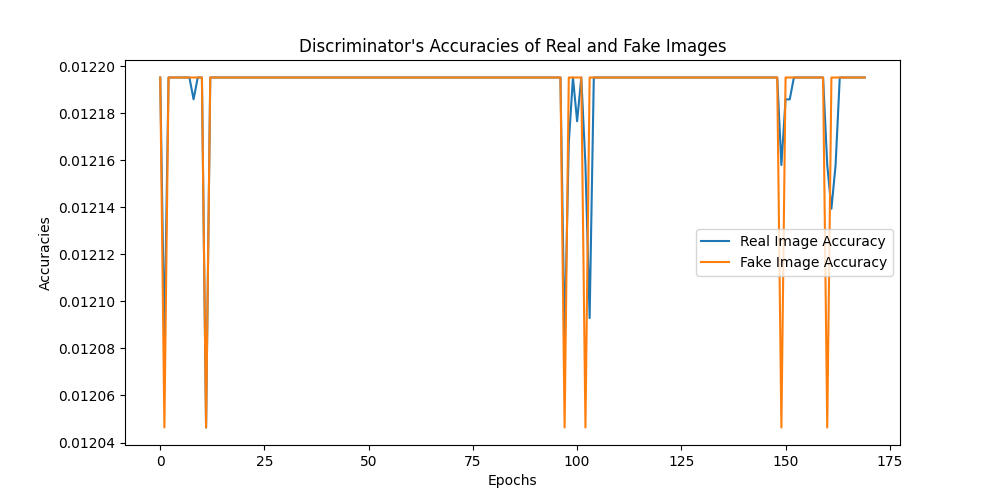 Discriminator's Accuracies of Real and Fake Images
0.01220
0.01218
0.01216
0.01214
0.01212
0.01210
0.01208
0.01206
0.01204
Accuracies
Real Image Accuracy
Fake Image Accuracy
0 25 50 75 100 125 150 175
Epochs